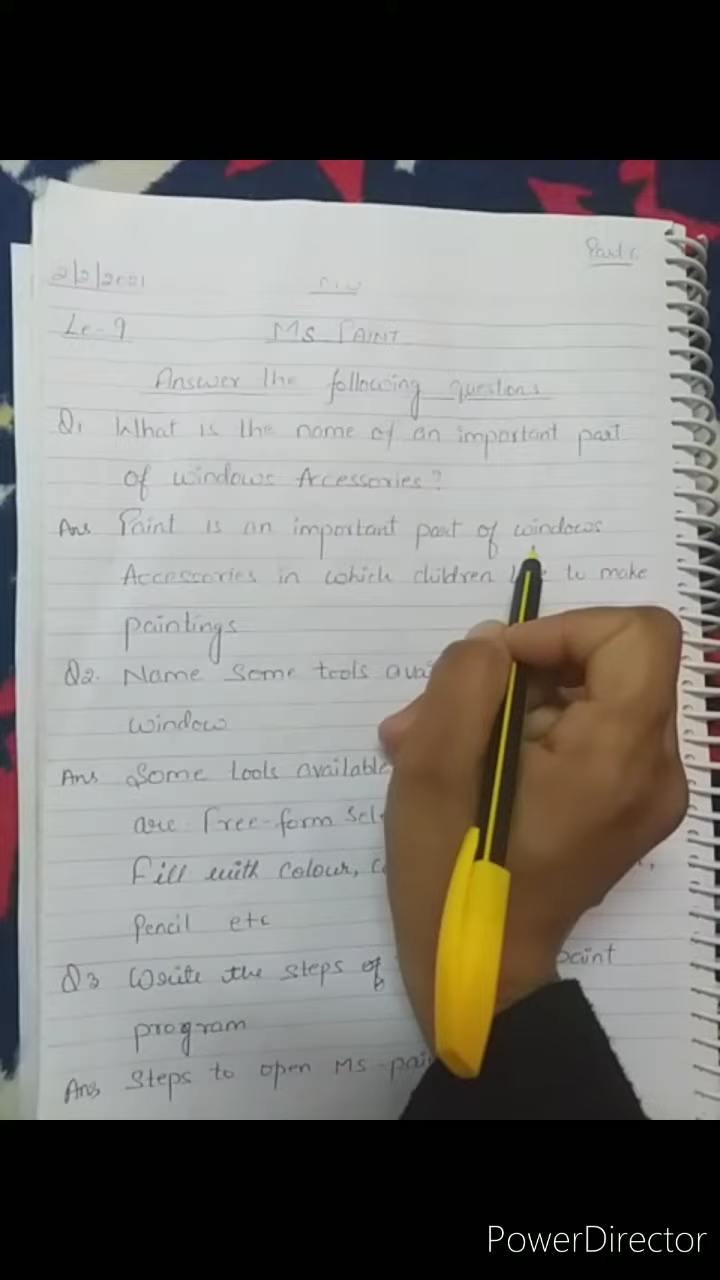 2/2/2021
Le-9 MS PAINT
Answer the following questions
Q1 What is the name of an important part
of windows Accessories?
Ans Paint is an important part of windows
Accessories in which children to make
paintings
Q2. Name Some tools
window
Ans Some tools available
are Free-form
Fill with colour,
Pencil etc
Q3 Write the steps of paint
program
Ans Steps to open MS-
PowerDirector